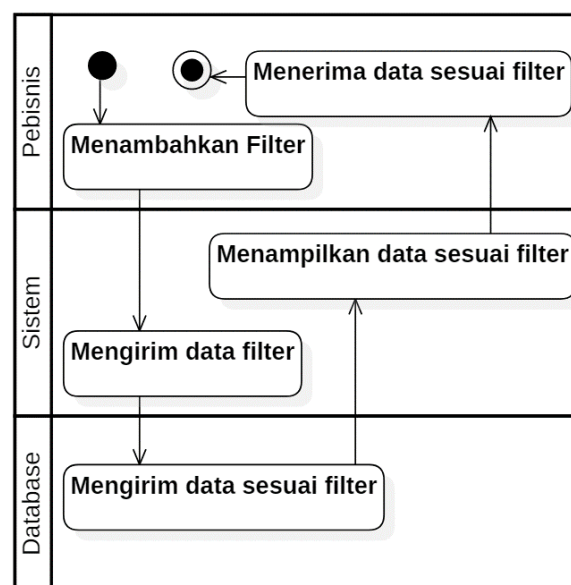 Pebisnis
Menerima data sesuai filter
Menambahkan Filter
Sistem
Menampilkan data sesuai filter
Mengirim data filter
Database
Mengirim data sesuai filter